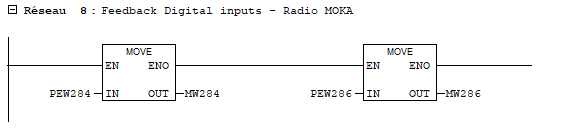 Réseau 8 : Feedback Digital inputs - Radio MOKA
MOVE MOVE
EN ENO EN ENO
PEW284 IN OUT MW284 PEW286 IN OUT MW286